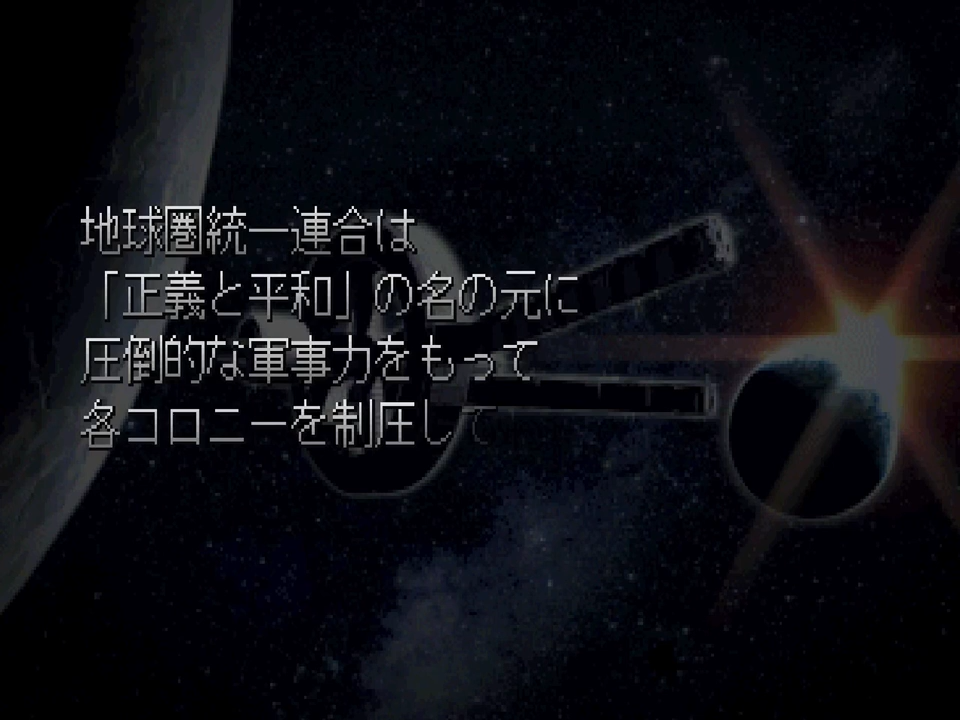 地球圏統一連合は
「正義と平和」の名の元に
圧倒的な軍事力をもって
各コロニーを制圧して